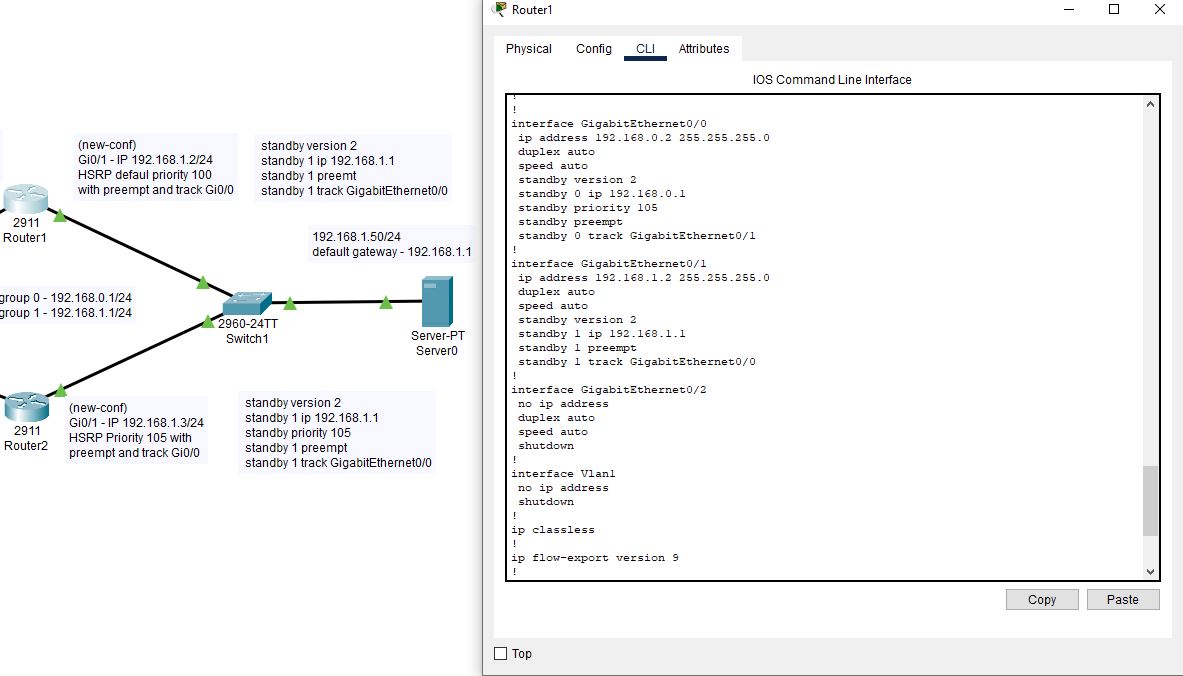 (new-conf)
Gi0/1 - IP 192.168.1.2/24
HSRP defaul priority 100
with preempt and track Gi0/0
standby version 2
standby 1 ip 192.168.1.1
standby 1 preemt
standby 1 track GigabitEthernet0/0
2911
Router1
192.168.1.50/24
default gateway - 192.168.1.1
group 0 - 192.168.0.1/24
group 1 - 192.168.1.1/24
2960-24TT
Switch1
Server-PT
Server0
2911
Router2
(new-conf)
Gi0/1 - IP 192.168.1.3/24
HSRP Priority 105 with
preempt and track Gi0/0
standby version 2
standby 1 ip 192.168.1.1
standby priority 105
standby 1 preempt
standby 1 track GigabitEthernet0/0
Router1
Physical Config CLI Attributes
IOS Command Line Interface
!
!
interface GigabitEthernet0/0
ip address 192.168.0.2 255.255.255.0
duplex auto
speed auto
standby version 2
standby 0 ip 192.168.0.1
standby priority 105
standby preempt
standby 0 track GigabitEthernet0/1
!
interface GigabitEthernet0/1
ip address 192.168.1.2 255.255.255.0
duplex auto
speed auto
standby version 2
standby 1 ip 192.168.1.1
standby 1 preempt
standby 1 track GigabitEthernet0/0
!
interface GigabitEthernet0/2
no ip address
duplex auto
speed auto
shutdown
!
interface Vlan1
no ip address
shutdown
!
ip classless
!
ip flow-export version 9
!
Copy Paste
Top